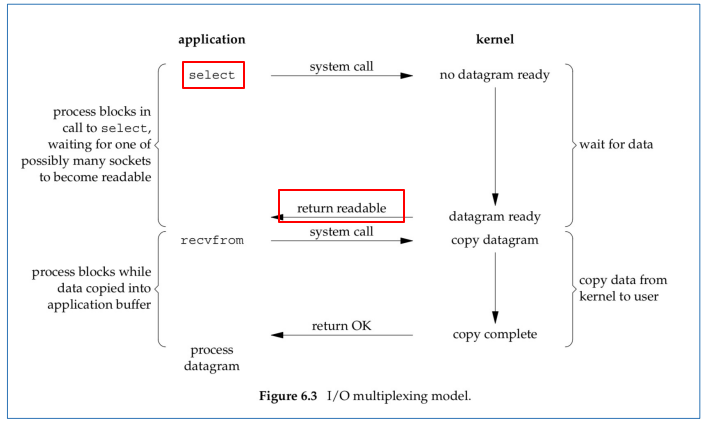 application
kernel
select
system call
no datagram ready
process blocks in
call to select,
waiting for one of
possibly many sockets
to become readable
wait for data
return readable
datagram ready
recvfrom
system call
copy datagram
process blocks while
data copied into
application buffer
copy data from
kernel to user
return OK
copy complete
process
datagram
Figure 6.3 I/O multiplexing model.